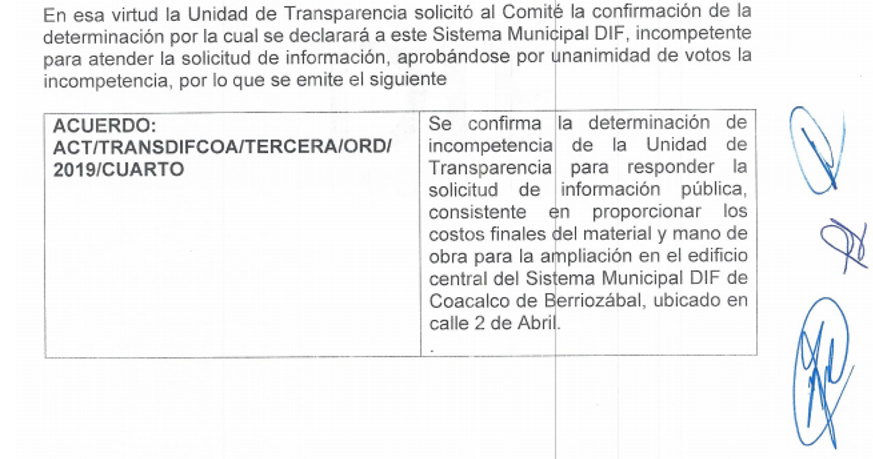 En esa virtud la Unidad de Transparencia solicitó al Comité la confirmación de la
determinación por la cual se declarará a este Sistema Municipal DIF, incompetente
para atender la solicitud de información, aprobándose por unanimidad de votos la
incompetencia, por lo que se emite el siguiente
ACUERDO:
ACT/TRANSDIFCOA/TERCERA/ORD/
2019/CUARTO
Se confirma la determinación de
incompetencia de la Unidad de
Transparencia para responder la
solicitud de información pública,
consistente en proporcionar los
costos finales del material y mano de
obra para la ampliación en el edificio
central del Sistema Municipal DIF de
Coacalco de Berriozábal, ubicado en
calle 2 de Abril.